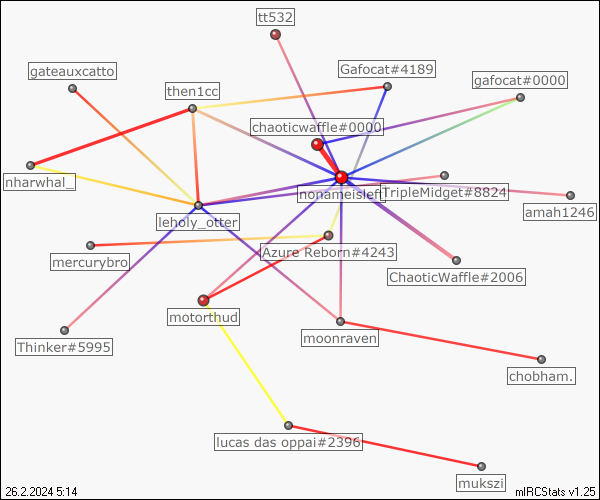 tt532
gateauxcatto
Gafocat#4189
gafocat#0000
then1cc
chaoticwaffle#0000
nharwhal_
TripleMidget#8824
leholy_otter
amah1246
mercurybro
Azure Reborn#4243
ChaoticWaffle#2006
motorthud
Thinker#5995
moonraven
chobham.
lucas das oppai#2396
mukszi
26.2.2024 5:14
mIRCStats v1.25